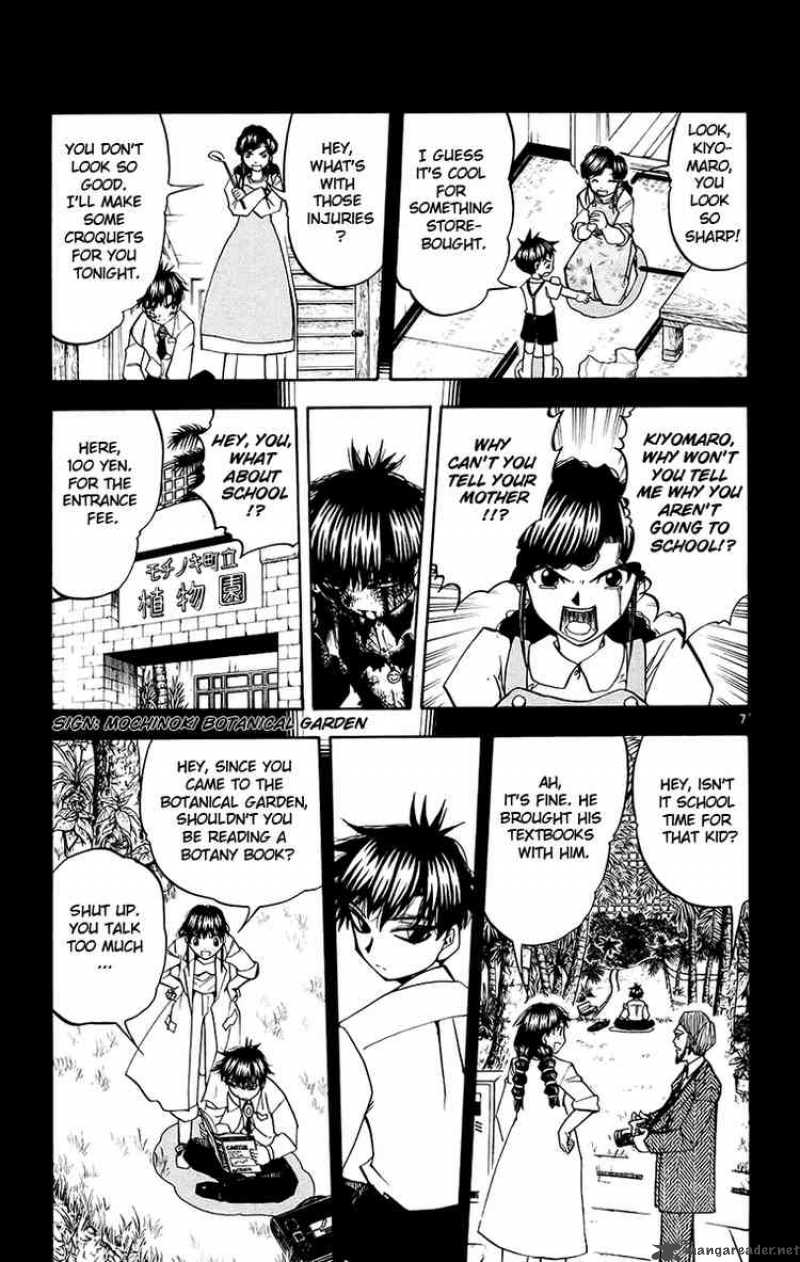 LOOK,
KIYO-
MARO,
YOU
LOOK
SO
SHARP!
I GUESS
IT'S COOL
FOR
SOMETHING
STORE-
BOUGHT.
HEY,
WHAT'S
WITH
THOSE
INJURIES
?
YOU DON'T
LOOK SO
GOOD.
I'LL MAKE
SOME
CROQUETS
FOR YOU
TONIGHT.
KIYOMARO,
WHY WON'T
YOU TELL
ME WHY YOU
AREN'T
GOING TO
SCHOOL!?
WHY
CAN'T YOU
TELL YOUR
MOTHER
!!?
HEY, YOU,
WHAT
ABOUT
SCHOOL
!?
HERE,
100 YEN.
FOR THE
ENTRANCE
FEE.
モチノキ町立
植物園
SIGN: MOCHINOKI BOTANICAL GARDEN
7
HEY, ISN'T
IT SCHOOL
TIME FOR
THAT KID?
AH,
IT'S FINE. HE
BROUGHT HIS
TEXTBOOKS
WITH HIM.
HEY, SINCE YOU
CAME TO THE
BOTANICAL GARDEN,
SHOULDN'T YOU
BE READING A
BOTANY BOOK?
SHUT UP.
YOU TALK
TOO MUCH
...
mangareader.net